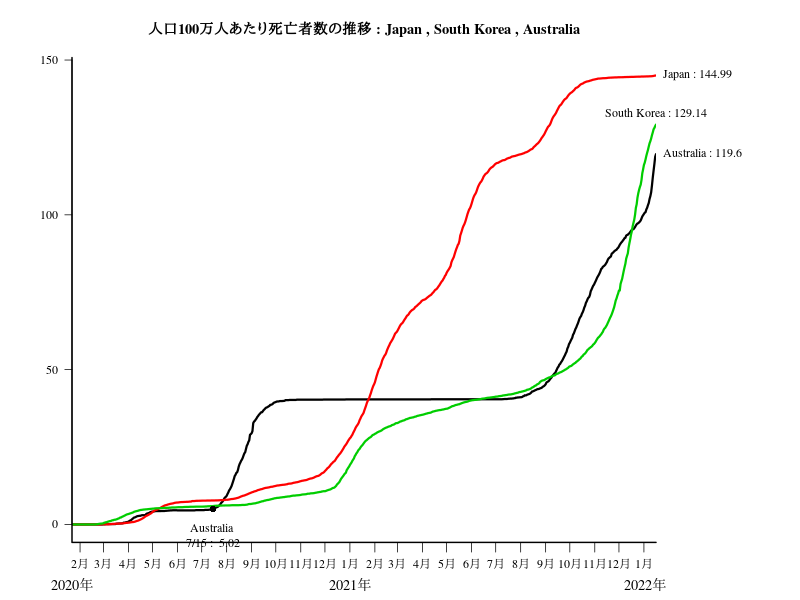 人口100万人あたり死亡者数の推移 : Japan , South Korea , Australia
150
Japan : 144.99
South Korea : 129.14
Australia : 119.6
100
50
0
Australia
7/15 : 5.02
2月 3月 4月 5月 6月 7月 8月 9月 10月 11月 12月 1月 2月 3月 4月 5月 6月 7月 8月 9月 10月 11月 12月 1月
2020年 2021年 2022年